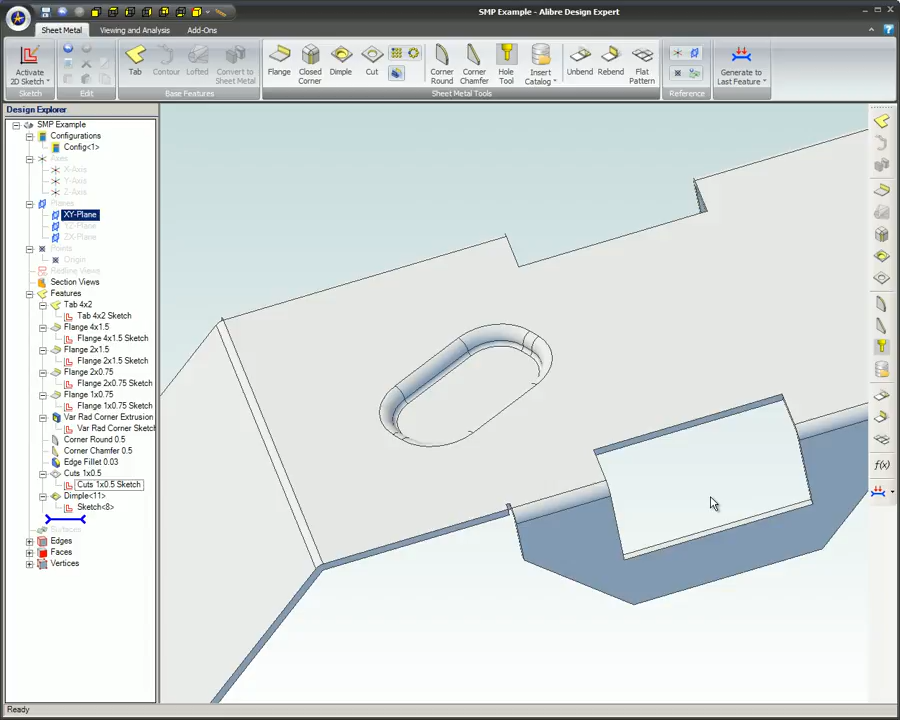 SMP Example - Alibre Design Expert
Sheet Metal
Viewing and Analysis
Add-Ons
Activate
2D Sketch
Tab
Contour
Lofted
Convert to
Sheet Metal
Flange
Closed
Corner
Dimple
Cut
Corner
Round
Corner
Chamfer
Hole
Tool
Insert
Catalog
Unbend
Rebend
Flat
Pattern
Generate to
Last Feature
Sketch
Edit
Base Features
Sheet Metal Tools
Reference
Design Explorer
SMP Example
Configurations
Config<1>
Axes
X-Axis
Y-Axis
Z-Axis
Planes
XY-Plane
YZ-Plane
ZX-Plane
Points
Origin
Redline Views
Section Views
Features
Tab 4x2
Tab 4x2 Sketch
Flange 4x1.5
Flange 4x1.5 Sketch
Flange 2x1.5
Flange 2x1.5 Sketch
Flange 2x0.75
Flange 2x0.75 Sketch
Flange 1x0.75
Flange 1x0.75 Sketch
Var Rad Corner Extrusion
Var Rad Corner Sketch
Corner Round 0.5
Corner Chamfer 0.5
Edge Fillet 0.03
Cuts 1x0.5
Cuts 1x0.5 Sketch
Dimple<11>
Sketch<8>
Surfaces
Edges
Faces
Vertices
f(x)
Ready